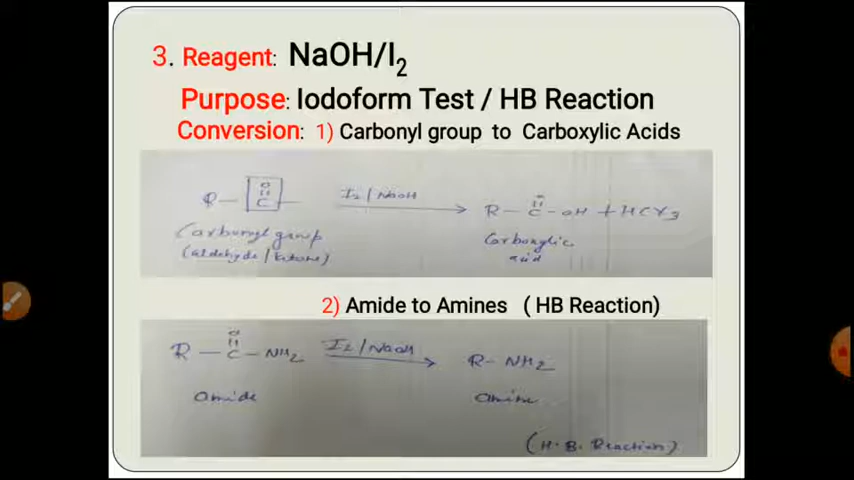 3. Reagent: NaOH/I₂
Purpose: Iodoform Test / HB Reaction
Conversion: 1) Carbonyl group to Carboxylic Acids
R – C – I₂/NaOH R – C – OH + HCX₃
O O
Carbonyl group Carboxylic
(aldehyde/ketone) acid
2) Amide to Amines ( HB Reaction)
O
R – C – NH₂ I₂/NaOH R – NH₂
amide amine
(H.B. Reaction)